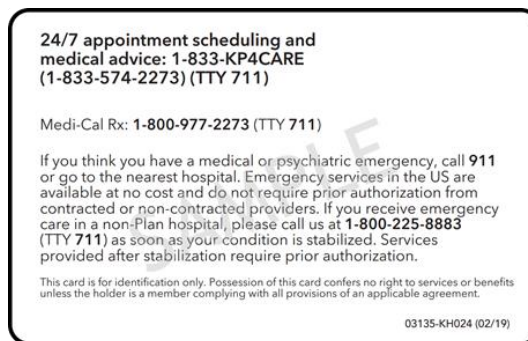 24/7 appointment scheduling and
medical advice: 1-833-KP4CARE
(1-833-574-2273) (TTY 711)
Medi-Cal Rx: 1-800-977-2273 (TTY 711)
If you think you have a medical or psychiatric emergency, call 911
or go to the nearest hospital. Emergency services in the US are
available at no cost and do not require prior authorization from
contracted or non-contracted providers. If you receive emergency
care in a non-Plan hospital, please call us at 1-800-225-8883
(TTY 711) as soon as your condition is stabilized. Services
provided after stabilization require prior authorization.
This card is for identification only. Possession of this card confers no right to services or benefits
unless the holder is a member complying with all provisions of an applicable agreement.
03135-KH024 (02/19)
SAMPLE